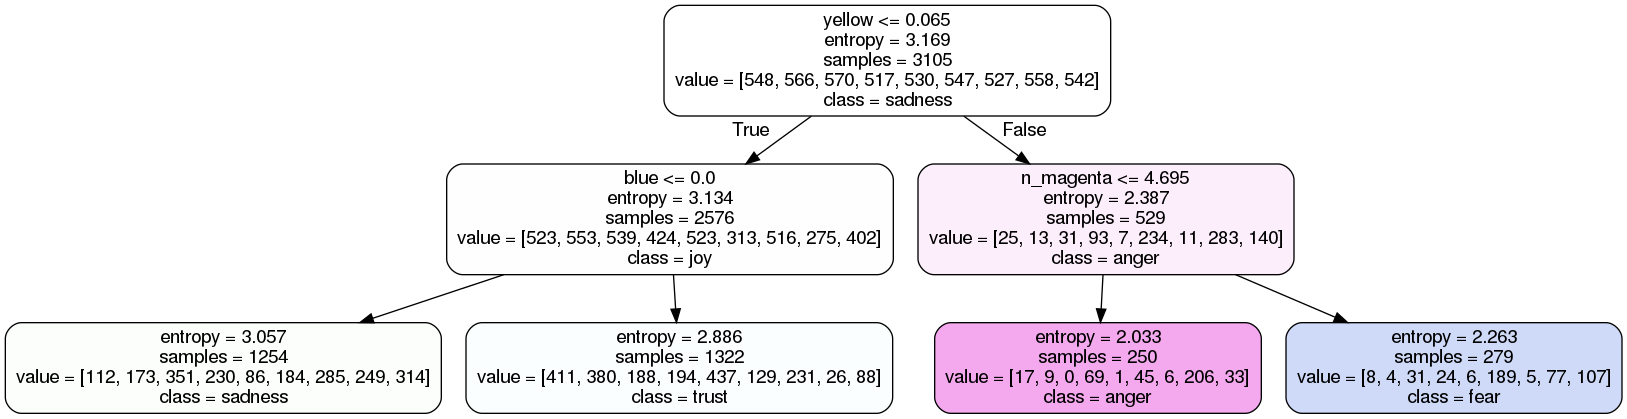 yellow <= 0.065
entropy = 3.169
samples = 3105
value = [548, 566, 570, 517, 530, 547, 527, 558, 542]
class = sadness
True
False
blue <= 0.0
entropy = 3.134
samples = 2576
value = [523, 553, 539, 424, 523, 313, 516, 275, 402]
class = joy
n_magenta <= 4.695
entropy = 2.387
samples = 529
value = [25, 13, 31, 93, 7, 234, 11, 283, 140]
class = anger
entropy = 3.057
samples = 1254
value = [112, 173, 351, 230, 86, 184, 285, 249, 314]
class = sadness
entropy = 2.886
samples = 1322
value = [411, 380, 188, 194, 437, 129, 231, 26, 88]
class = trust
entropy = 2.033
samples = 250
value = [17, 9, 0, 69, 1, 45, 6, 206, 33]
class = anger
entropy = 2.263
samples = 279
value = [8, 4, 31, 24, 6, 189, 5, 77, 107]
class = fear